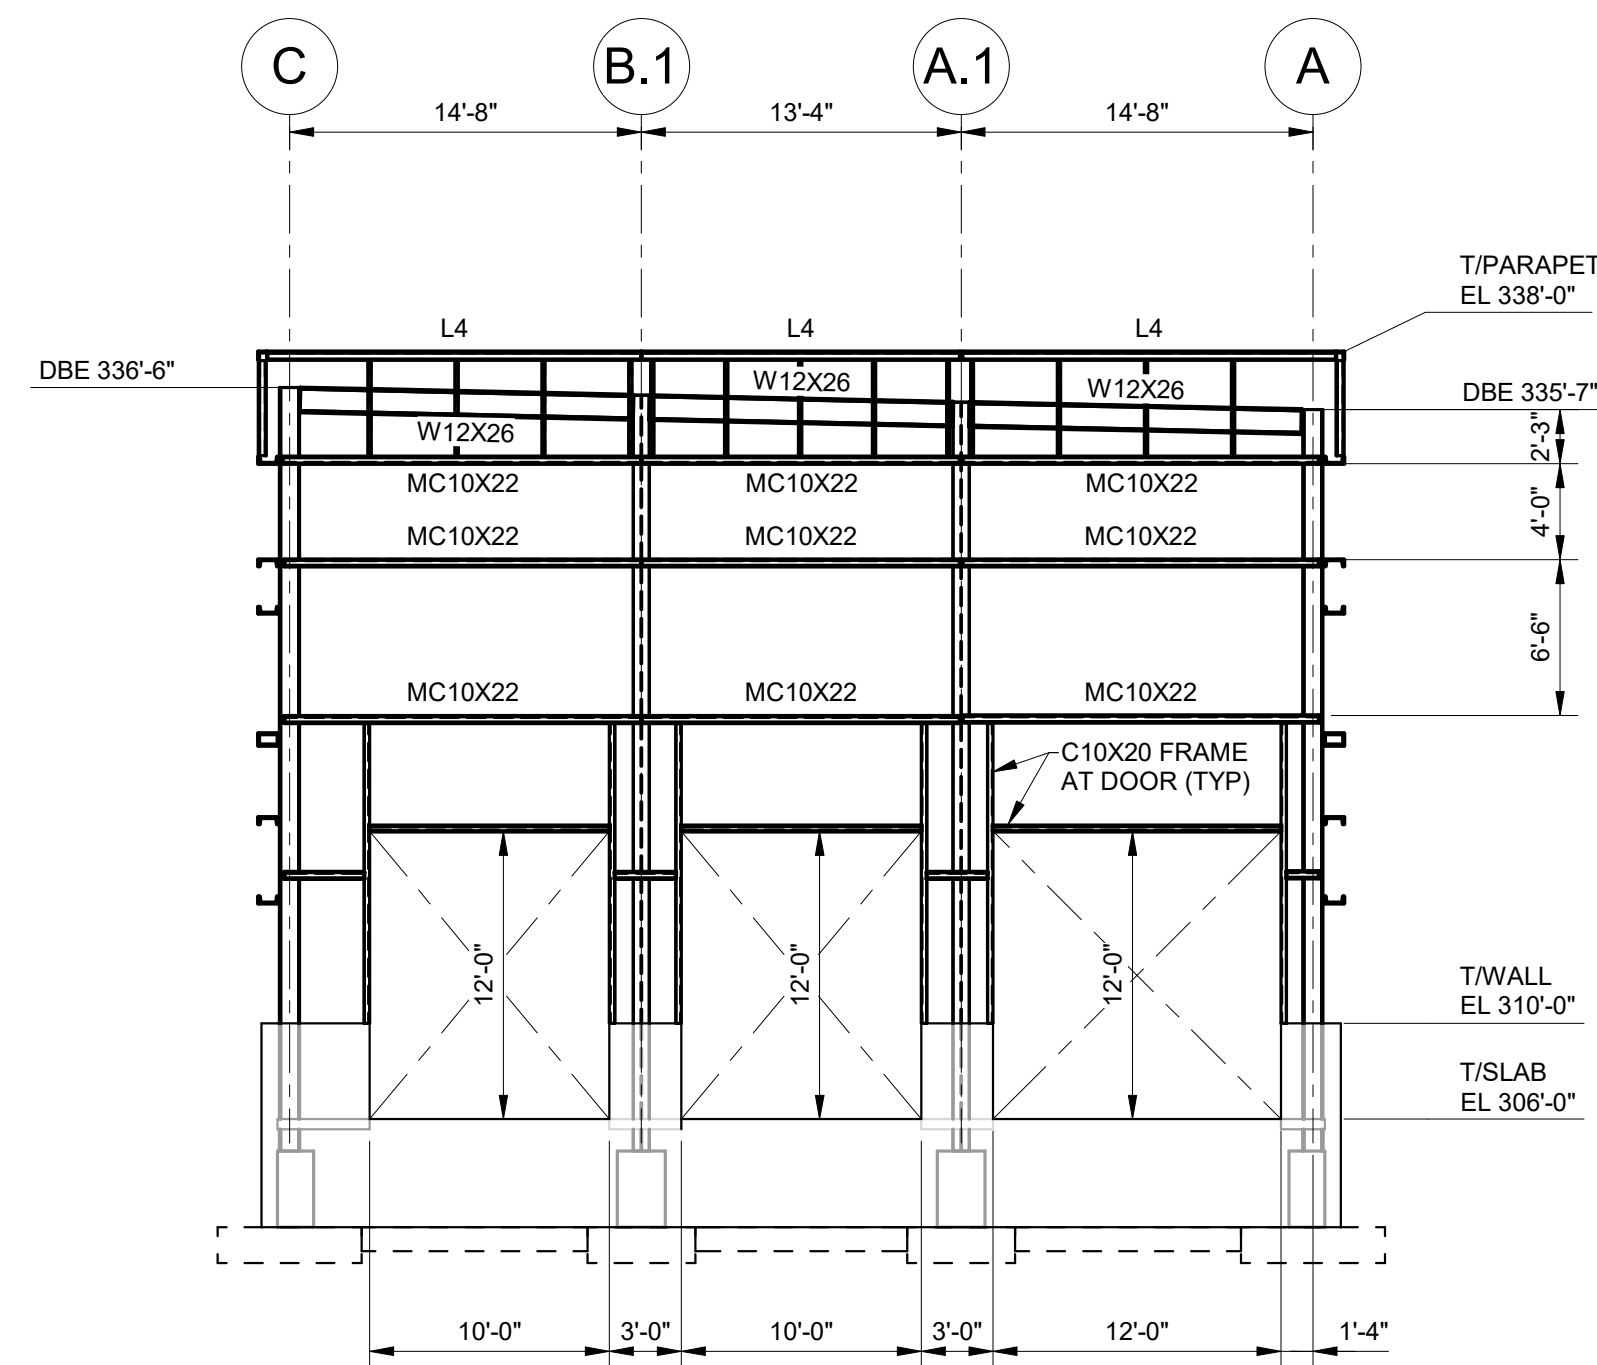 C B.1 A.1 A
14'-8" 13'-4" 14'-8"
T/PARAPET
EL 338'-0"
L4 L4 L4
DBE 336'-6"
W12X26 W12X26 W12X26
DBE 335'-7"
2'-3"
MC10X22 MC10X22 MC10X22
4'-0"
MC10X22 MC10X22 MC10X22
6'-6"
MC10X22 MC10X22 MC10X22
C10X20 FRAME
AT DOOR (TYP)
12'-0" 12'-0" 12'-0"
T/WALL
EL 310'-0"
T/SLAB
EL 306'-0"
10'-0" 3'-0" 10'-0" 3'-0" 12'-0" 1'-4"